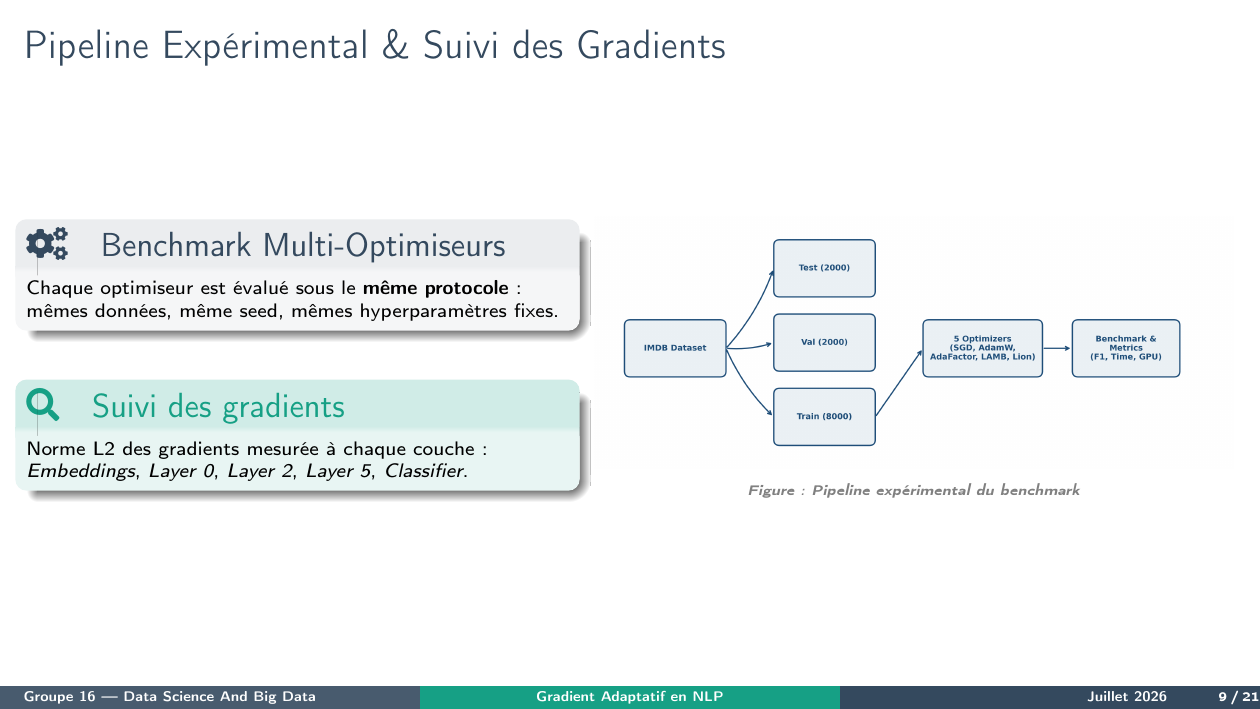 Pipeline Expérimental & Suivi des Gradients
Benchmark Multi-Optimiseurs
Chaque optimiseur est évalué sous le même protocole :
mêmes données, même seed, mêmes hyperparamètres fixes.
Suivi des gradients
Norme L2 des gradients mesurée à chaque couche :
Embeddings, Layer 0, Layer 2, Layer 5, Classifier.
IMDB Dataset
Test (2000)
Val (2000)
Train (8000)
5 Optimizers
(SGD, AdamW,
AdaFactor, LAMB, Lion)
Benchmark &
Metrics
(F1, Time, GPU)
Figure : Pipeline expérimental du benchmark
Groupe 16 — Data Science And Big Data
Gradient Adaptatif en NLP
Juillet 2026
9 / 21